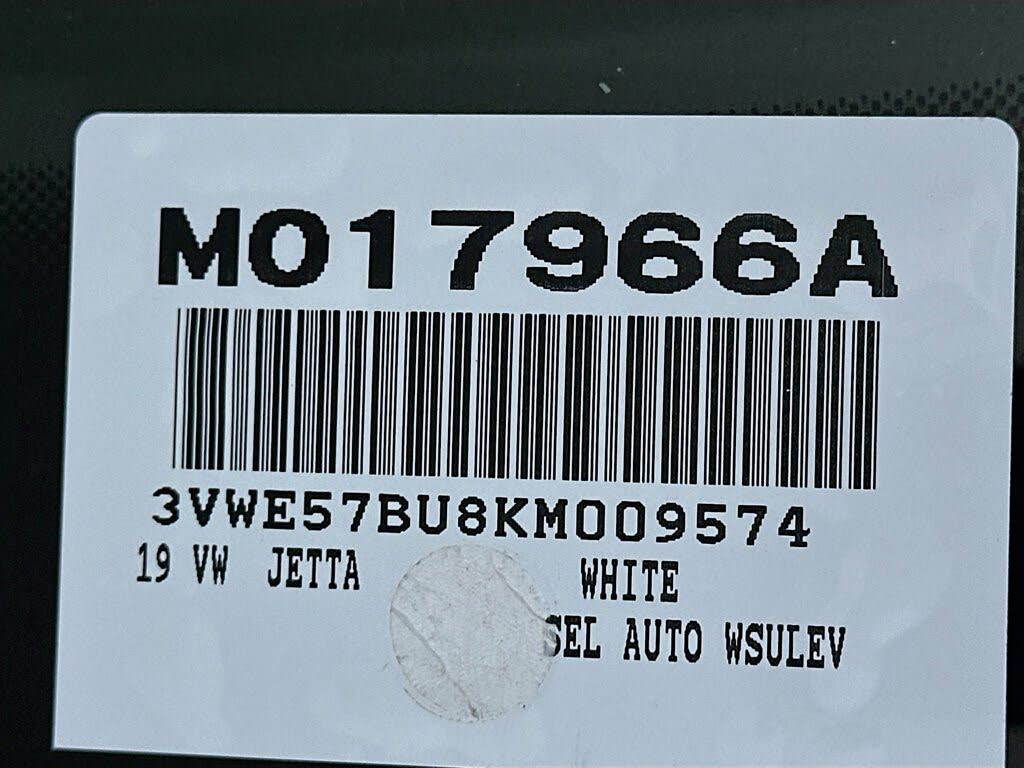 M017966A
3VWE57BU8KM009574
19 VW JETTA WHITE
SEL AUTO WSULEV